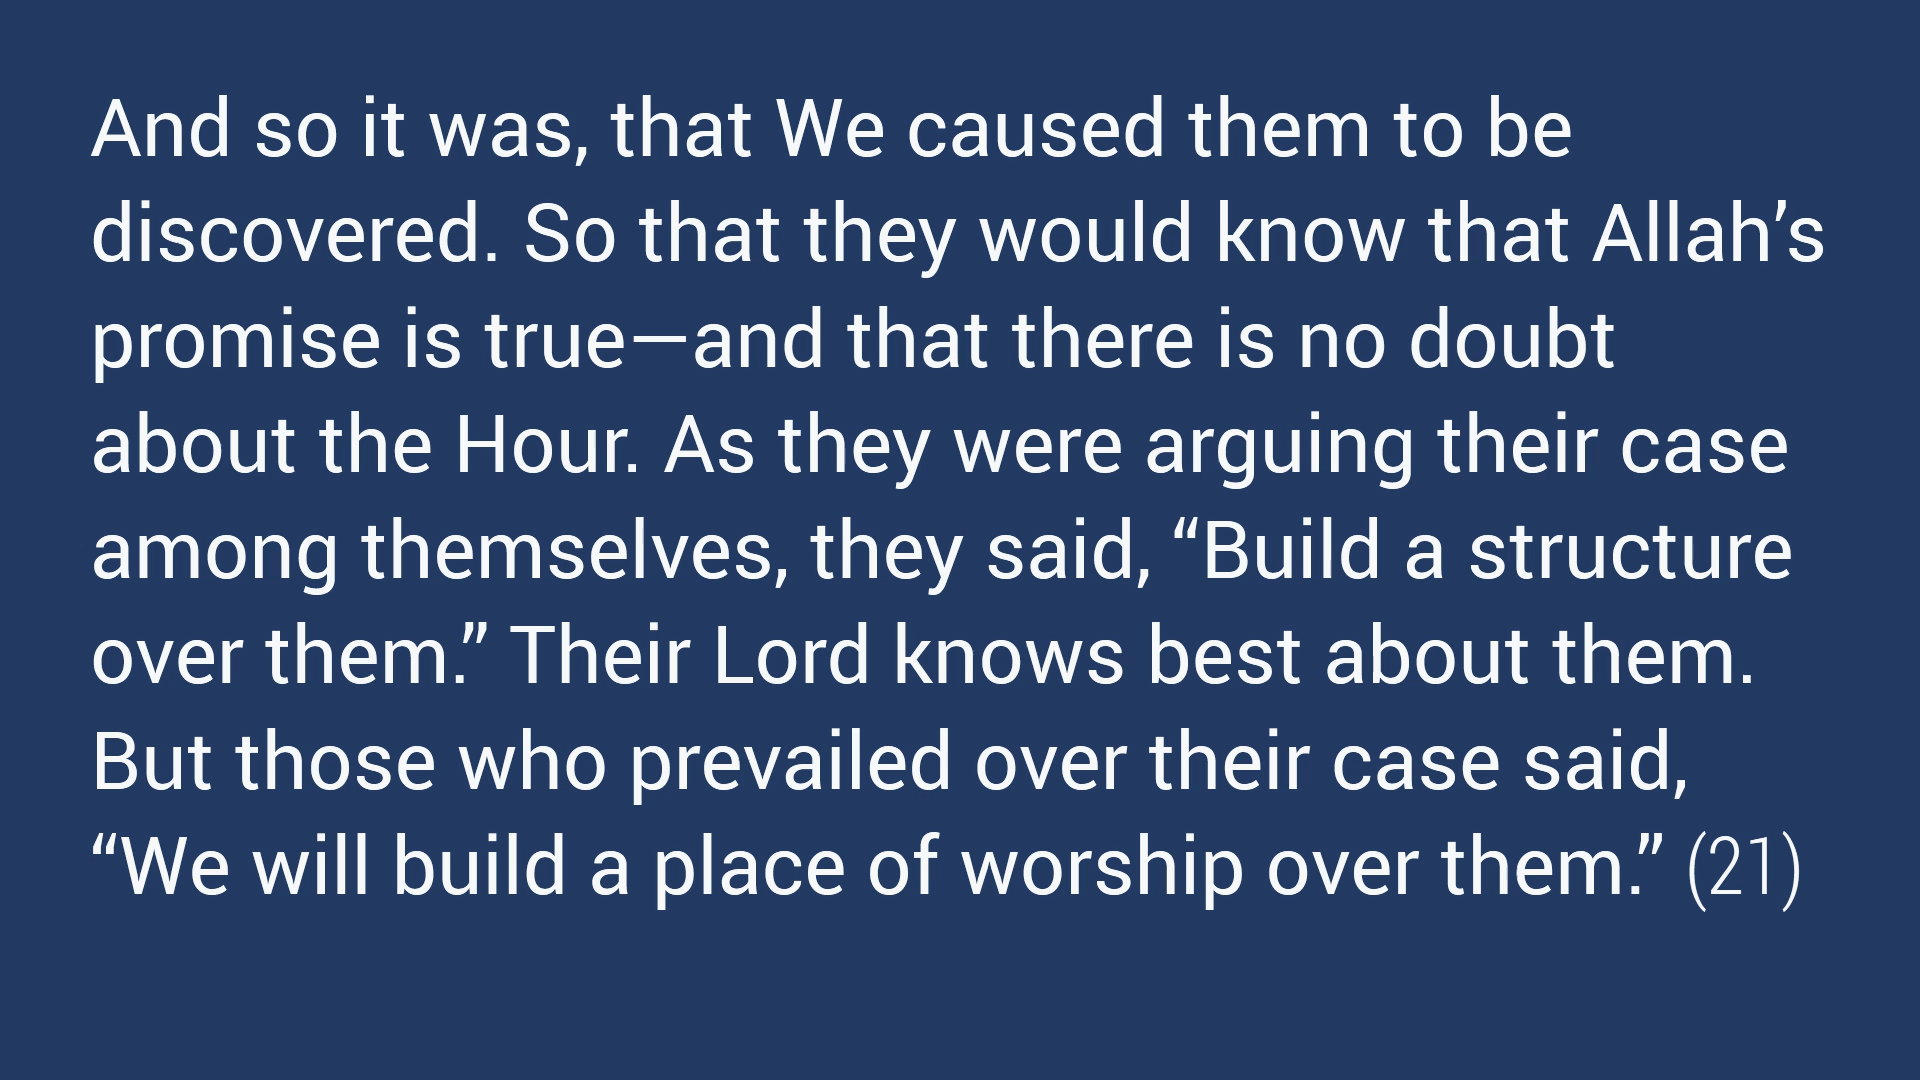 And so it was, that We caused them to be
discovered. So that they would know that Allah’s
promise is true—and that there is no doubt
about the Hour. As they were arguing their case
among themselves, they said, “Build a structure
over them.” Their Lord knows best about them.
But those who prevailed over their case said,
“We will build a place of worship over them.” (21)